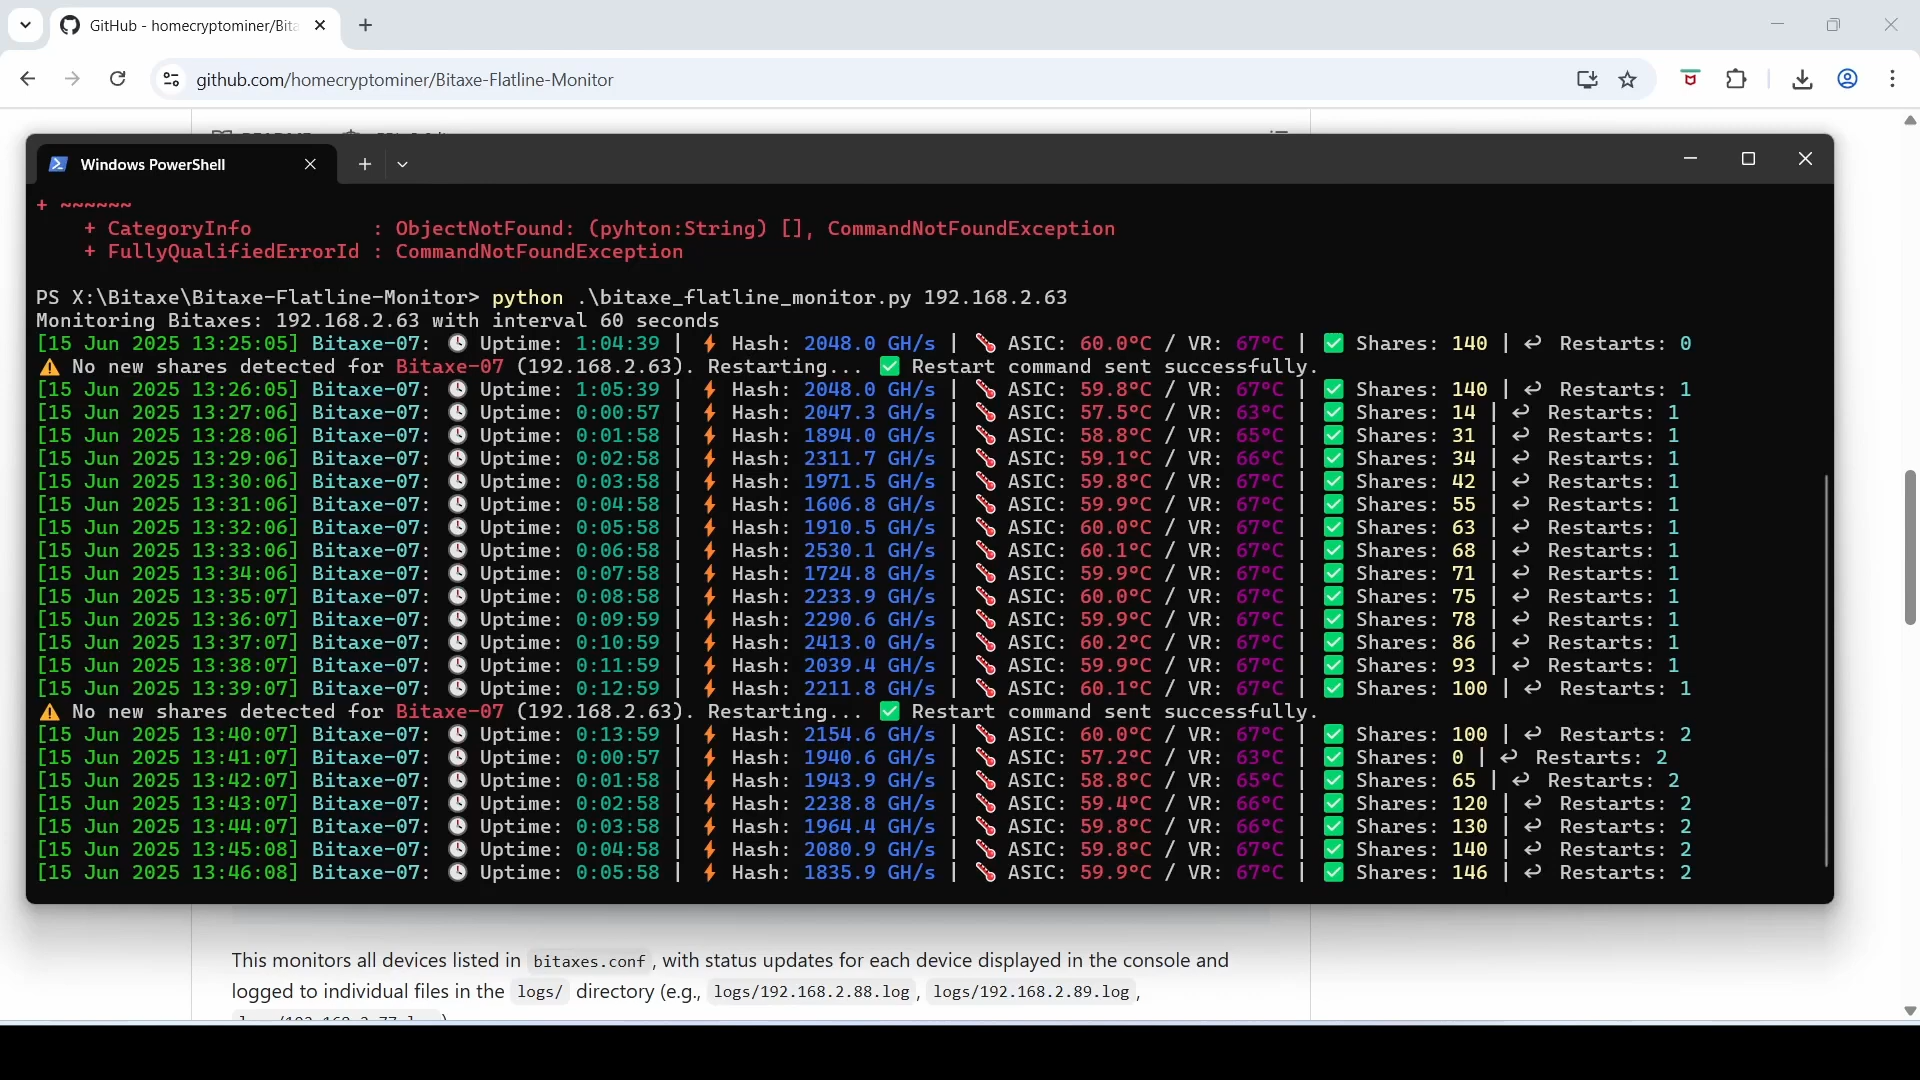 GitHub - homecryptominer/Bita
github.com/homecryptominer/Bitaxe-Flatline-Monitor
Windows PowerShell
+ ~~~~~~
+ CategoryInfo : ObjectNotFound: (pyhton:String) [], CommandNotFoundException
+ FullyQualifiedErrorId : CommandNotFoundException
PS X:\Bitaxe\Bitaxe-Flatline-Monitor> python .\bitaxe_flatline_monitor.py 192.168.2.63
Monitoring Bitaxes: 192.168.2.63 with interval 60 seconds
[15 Jun 2025 13:25:05] Bitaxe-07: 🕒 Uptime: 1:04:39 | ⚡ Hash: 2048.0 GH/s | 🌡 ASIC: 60.0°C / VR: 67°C | ✅ Shares: 140 | ↩ Restarts: 0
⚠ No new shares detected for Bitaxe-07 (192.168.2.63). Restarting... ✅ Restart command sent successfully.
[15 Jun 2025 13:26:05] Bitaxe-07: 🕒 Uptime: 1:05:39 | ⚡ Hash: 2048.0 GH/s | 🌡 ASIC: 59.8°C / VR: 67°C | ✅ Shares: 140 | ↩ Restarts: 1
[15 Jun 2025 13:27:06] Bitaxe-07: 🕒 Uptime: 0:00:57 | ⚡ Hash: 2047.3 GH/s | 🌡 ASIC: 57.5°C / VR: 63°C | ✅ Shares: 14 | ↩ Restarts: 1
[15 Jun 2025 13:28:06] Bitaxe-07: 🕒 Uptime: 0:01:58 | ⚡ Hash: 1894.0 GH/s | 🌡 ASIC: 58.8°C / VR: 65°C | ✅ Shares: 31 | ↩ Restarts: 1
[15 Jun 2025 13:29:06] Bitaxe-07: 🕒 Uptime: 0:02:58 | ⚡ Hash: 2311.7 GH/s | 🌡 ASIC: 59.1°C / VR: 66°C | ✅ Shares: 34 | ↩ Restarts: 1
[15 Jun 2025 13:30:06] Bitaxe-07: 🕒 Uptime: 0:03:58 | ⚡ Hash: 1971.5 GH/s | 🌡 ASIC: 59.8°C / VR: 67°C | ✅ Shares: 42 | ↩ Restarts: 1
[15 Jun 2025 13:31:06] Bitaxe-07: 🕒 Uptime: 0:04:58 | ⚡ Hash: 1606.8 GH/s | 🌡 ASIC: 59.9°C / VR: 67°C | ✅ Shares: 55 | ↩ Restarts: 1
[15 Jun 2025 13:32:06] Bitaxe-07: 🕒 Uptime: 0:05:58 | ⚡ Hash: 1910.5 GH/s | 🌡 ASIC: 60.0°C / VR: 67°C | ✅ Shares: 63 | ↩ Restarts: 1
[15 Jun 2025 13:33:06] Bitaxe-07: 🕒 Uptime: 0:06:58 | ⚡ Hash: 2530.1 GH/s | 🌡 ASIC: 60.1°C / VR: 67°C | ✅ Shares: 68 | ↩ Restarts: 1
[15 Jun 2025 13:34:06] Bitaxe-07: 🕒 Uptime: 0:07:58 | ⚡ Hash: 1724.8 GH/s | 🌡 ASIC: 59.9°C / VR: 67°C | ✅ Shares: 71 | ↩ Restarts: 1
[15 Jun 2025 13:35:07] Bitaxe-07: 🕒 Uptime: 0:08:58 | ⚡ Hash: 2233.9 GH/s | 🌡 ASIC: 60.0°C / VR: 67°C | ✅ Shares: 75 | ↩ Restarts: 1
[15 Jun 2025 13:36:07] Bitaxe-07: 🕒 Uptime: 0:09:59 | ⚡ Hash: 2290.6 GH/s | 🌡 ASIC: 59.9°C / VR: 67°C | ✅ Shares: 78 | ↩ Restarts: 1
[15 Jun 2025 13:37:07] Bitaxe-07: 🕒 Uptime: 0:10:59 | ⚡ Hash: 2413.0 GH/s | 🌡 ASIC: 60.2°C / VR: 67°C | ✅ Shares: 86 | ↩ Restarts: 1
[15 Jun 2025 13:38:07] Bitaxe-07: 🕒 Uptime: 0:11:59 | ⚡ Hash: 2039.4 GH/s | 🌡 ASIC: 59.9°C / VR: 67°C | ✅ Shares: 93 | ↩ Restarts: 1
[15 Jun 2025 13:39:07] Bitaxe-07: 🕒 Uptime: 0:12:59 | ⚡ Hash: 2211.8 GH/s | 🌡 ASIC: 60.1°C / VR: 67°C | ✅ Shares: 100 | ↩ Restarts: 1
⚠ No new shares detected for Bitaxe-07 (192.168.2.63). Restarting... ✅ Restart command sent successfully.
[15 Jun 2025 13:40:07] Bitaxe-07: 🕒 Uptime: 0:13:59 | ⚡ Hash: 2154.6 GH/s | 🌡 ASIC: 60.0°C / VR: 67°C | ✅ Shares: 100 | ↩ Restarts: 2
[15 Jun 2025 13:41:07] Bitaxe-07: 🕒 Uptime: 0:00:57 | ⚡ Hash: 1940.6 GH/s | 🌡 ASIC: 57.2°C / VR: 63°C | ✅ Shares: 0 | ↩ Restarts: 2
[15 Jun 2025 13:42:07] Bitaxe-07: 🕒 Uptime: 0:01:58 | ⚡ Hash: 1943.9 GH/s | 🌡 ASIC: 58.8°C / VR: 65°C | ✅ Shares: 65 | ↩ Restarts: 2
[15 Jun 2025 13:43:07] Bitaxe-07: 🕒 Uptime: 0:02:58 | ⚡ Hash: 2238.8 GH/s | 🌡 ASIC: 59.4°C / VR: 66°C | ✅ Shares: 120 | ↩ Restarts: 2
[15 Jun 2025 13:44:07] Bitaxe-07: 🕒 Uptime: 0:03:58 | ⚡ Hash: 1964.4 GH/s | 🌡 ASIC: 59.8°C / VR: 66°C | ✅ Shares: 130 | ↩ Restarts: 2
[15 Jun 2025 13:45:08] Bitaxe-07: 🕒 Uptime: 0:04:58 | ⚡ Hash: 2080.9 GH/s | 🌡 ASIC: 59.8°C / VR: 67°C | ✅ Shares: 140 | ↩ Restarts: 2
[15 Jun 2025 13:46:08] Bitaxe-07: 🕒 Uptime: 0:05:58 | ⚡ Hash: 1835.9 GH/s | 🌡 ASIC: 59.9°C / VR: 67°C | ✅ Shares: 146 | ↩ Restarts: 2
This monitors all devices listed in bitaxes.conf, with status updates for each device displayed in the console and
logged to individual files in the logs/ directory (e.g., logs/192.168.2.88.log, logs/192.168.2.89.log,